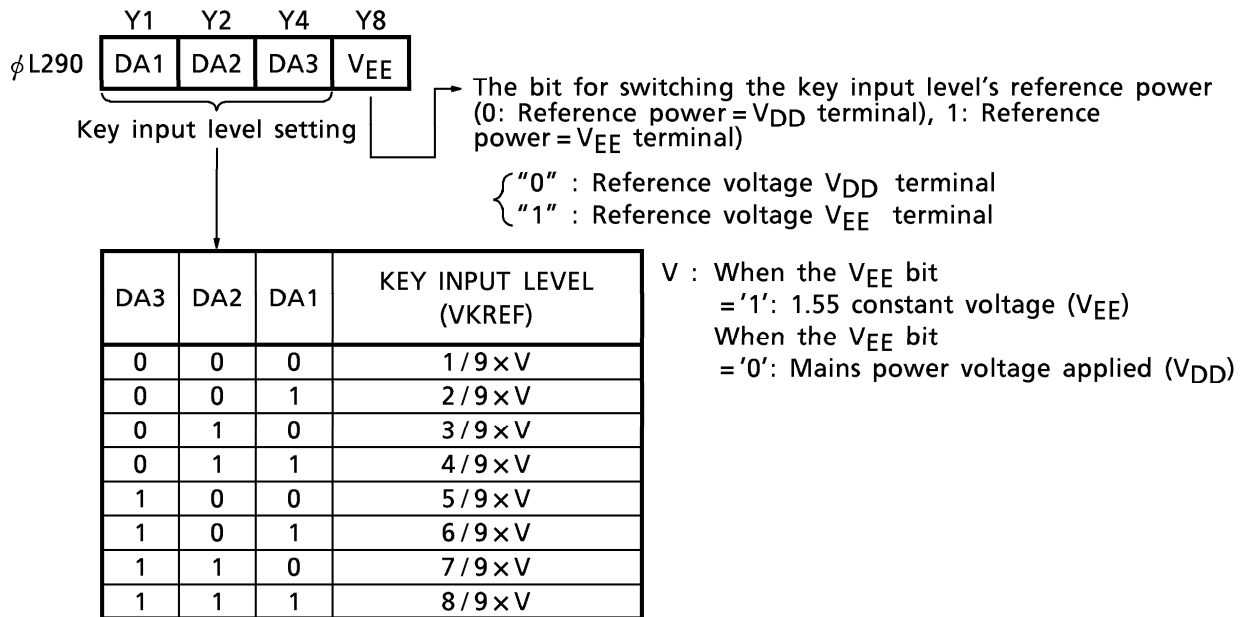 Y1 Y2 Y4 Y8
ϕL290 DA1 DA2 DA3 VEE
The bit for switching the key input level's reference power
(0: Reference power = VDD terminal), 1: Reference
power = VEE terminal)
Key input level setting
"0" : Reference voltage VDD terminal
"1" : Reference voltage VEE terminal
DA3 DA2 DA1 KEY INPUT LEVEL
(VKREF)
0 0 0 1/9 × V
0 0 1 2/9 × V
0 1 0 3/9 × V
0 1 1 4/9 × V
1 0 0 5/9 × V
1 0 1 6/9 × V
1 1 0 7/9 × V
1 1 1 8/9 × V
V : When the VEE bit
= '1': 1.55 constant voltage (VEE)
When the VEE bit
= '0': Mains power voltage applied (VDD)